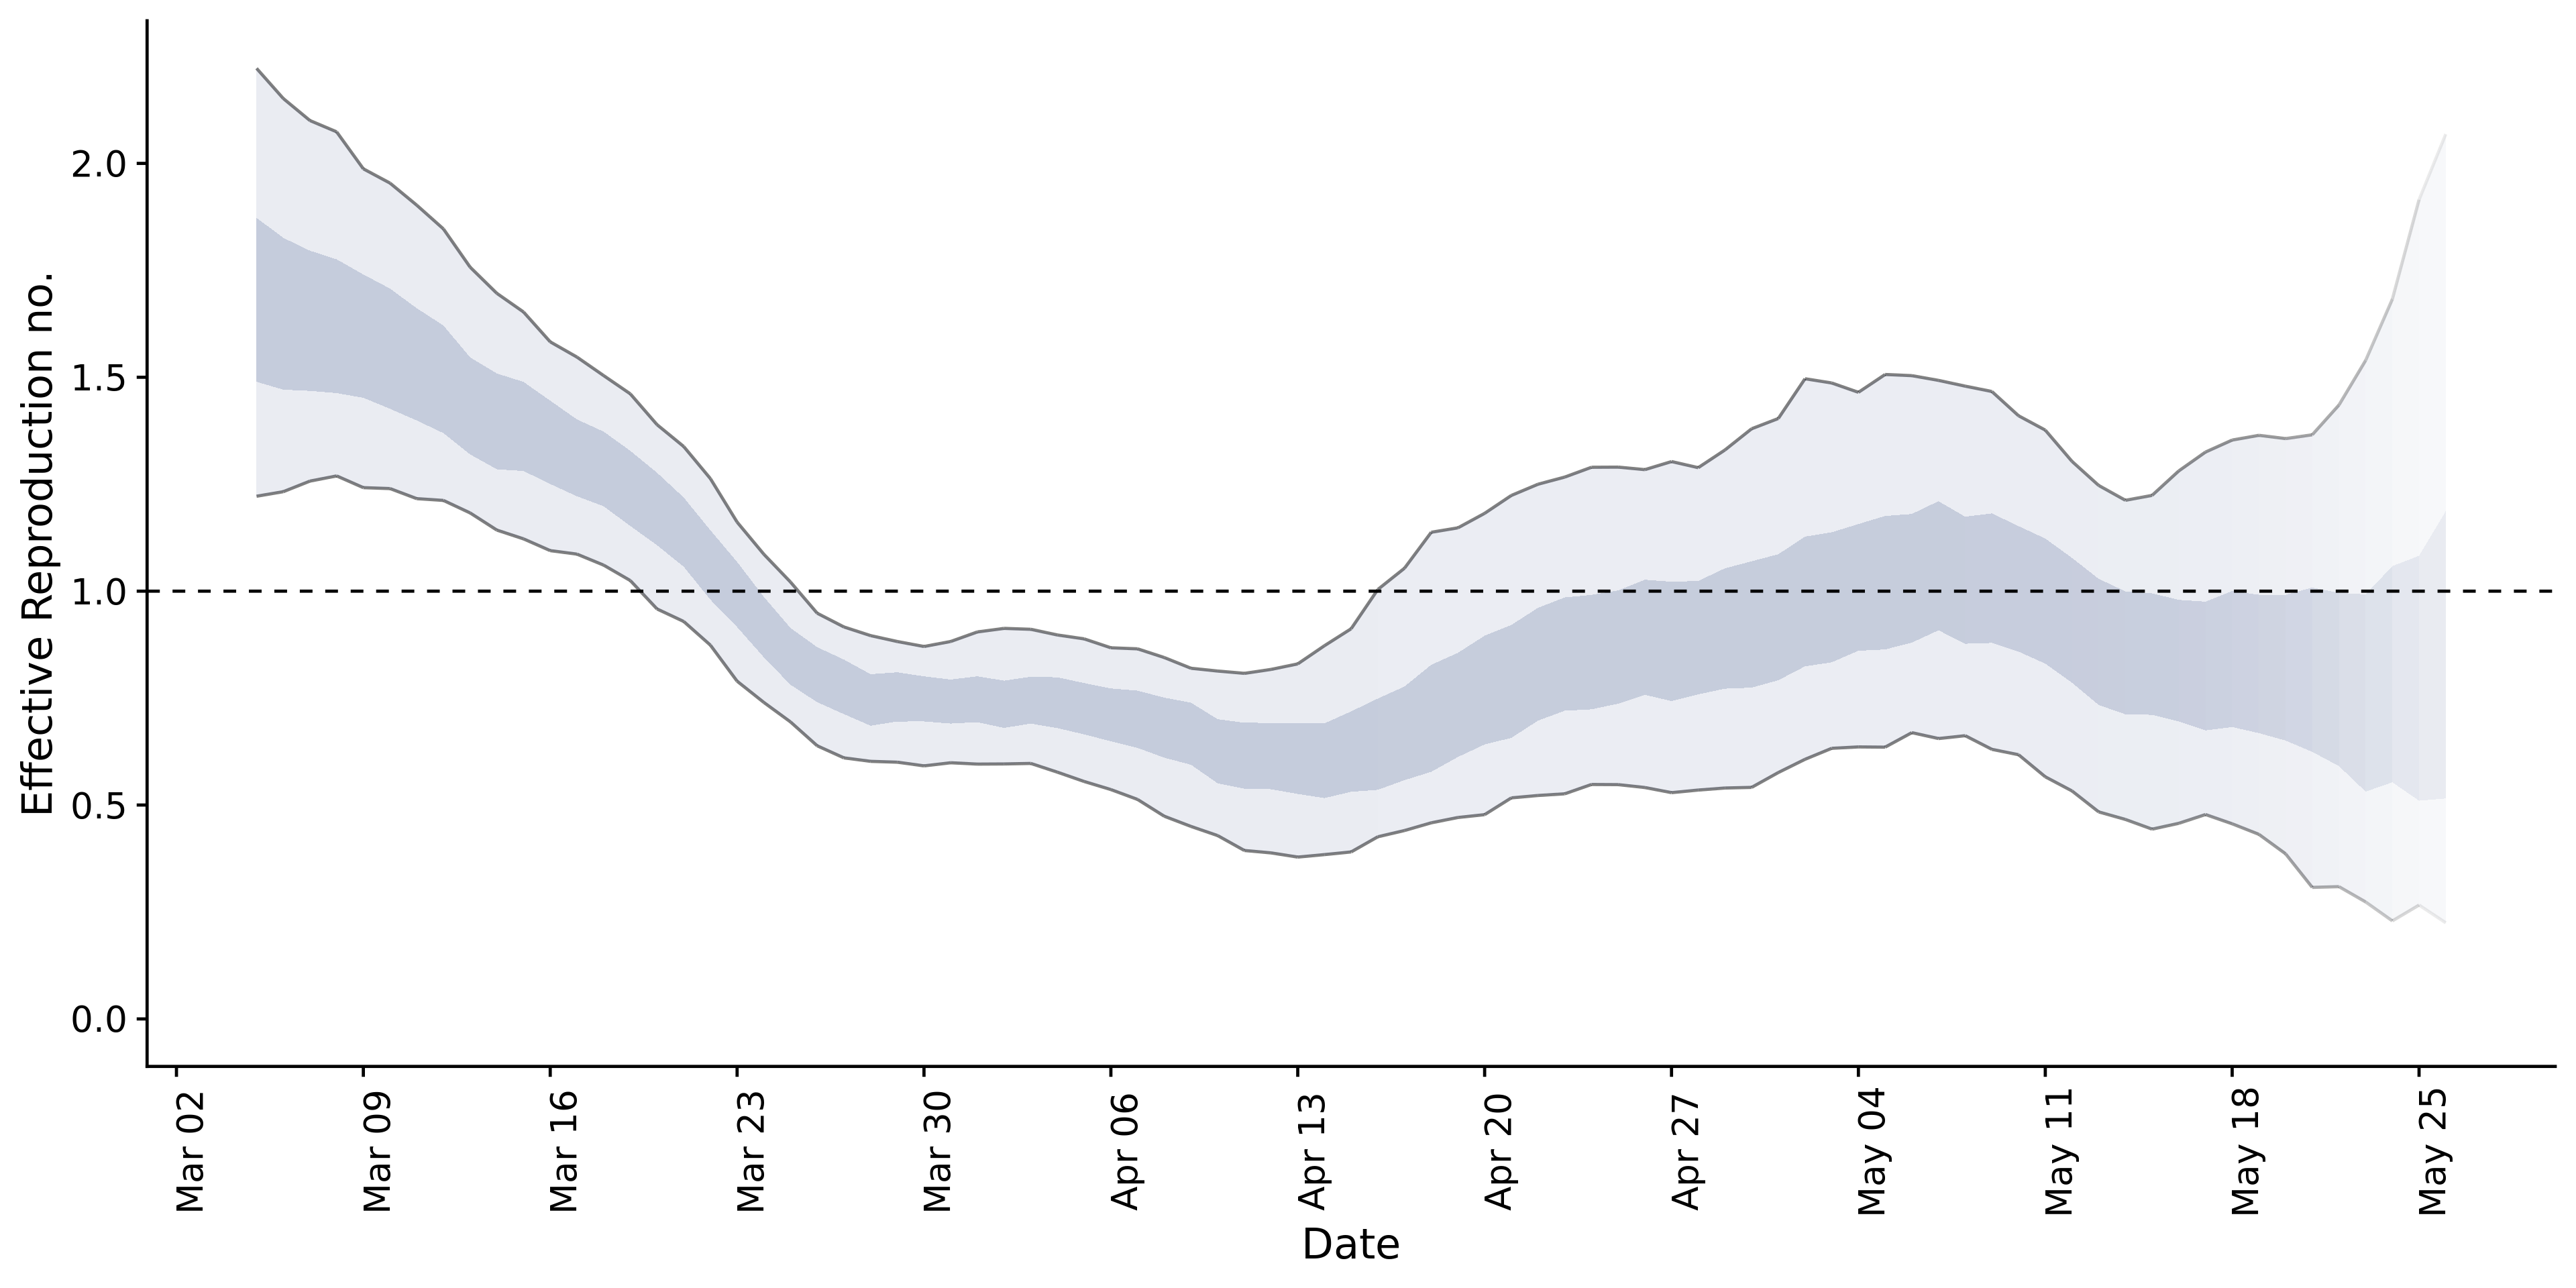 Effective Reproduction no.
2.0
1.5
1.0
0.5
0.0
Mar 02
Mar 09
Mar 16
Mar 23
Mar 30
Apr 06
Apr 13
Apr 20
Apr 27
May 04
May 11
May 18
May 25
Date